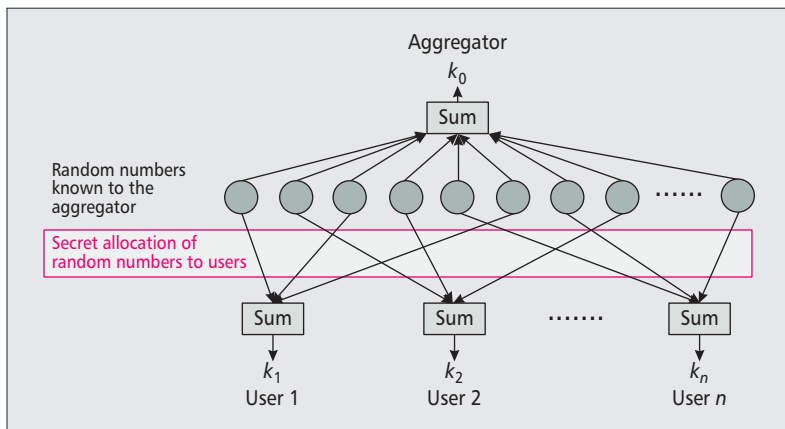 Aggregator
k0
Sum
Random numbers
known to the
aggregator
......
Secret allocation of
random numbers to users
Sum
Sum
.......
Sum
k1
k2
kn
User 1
User 2
User n